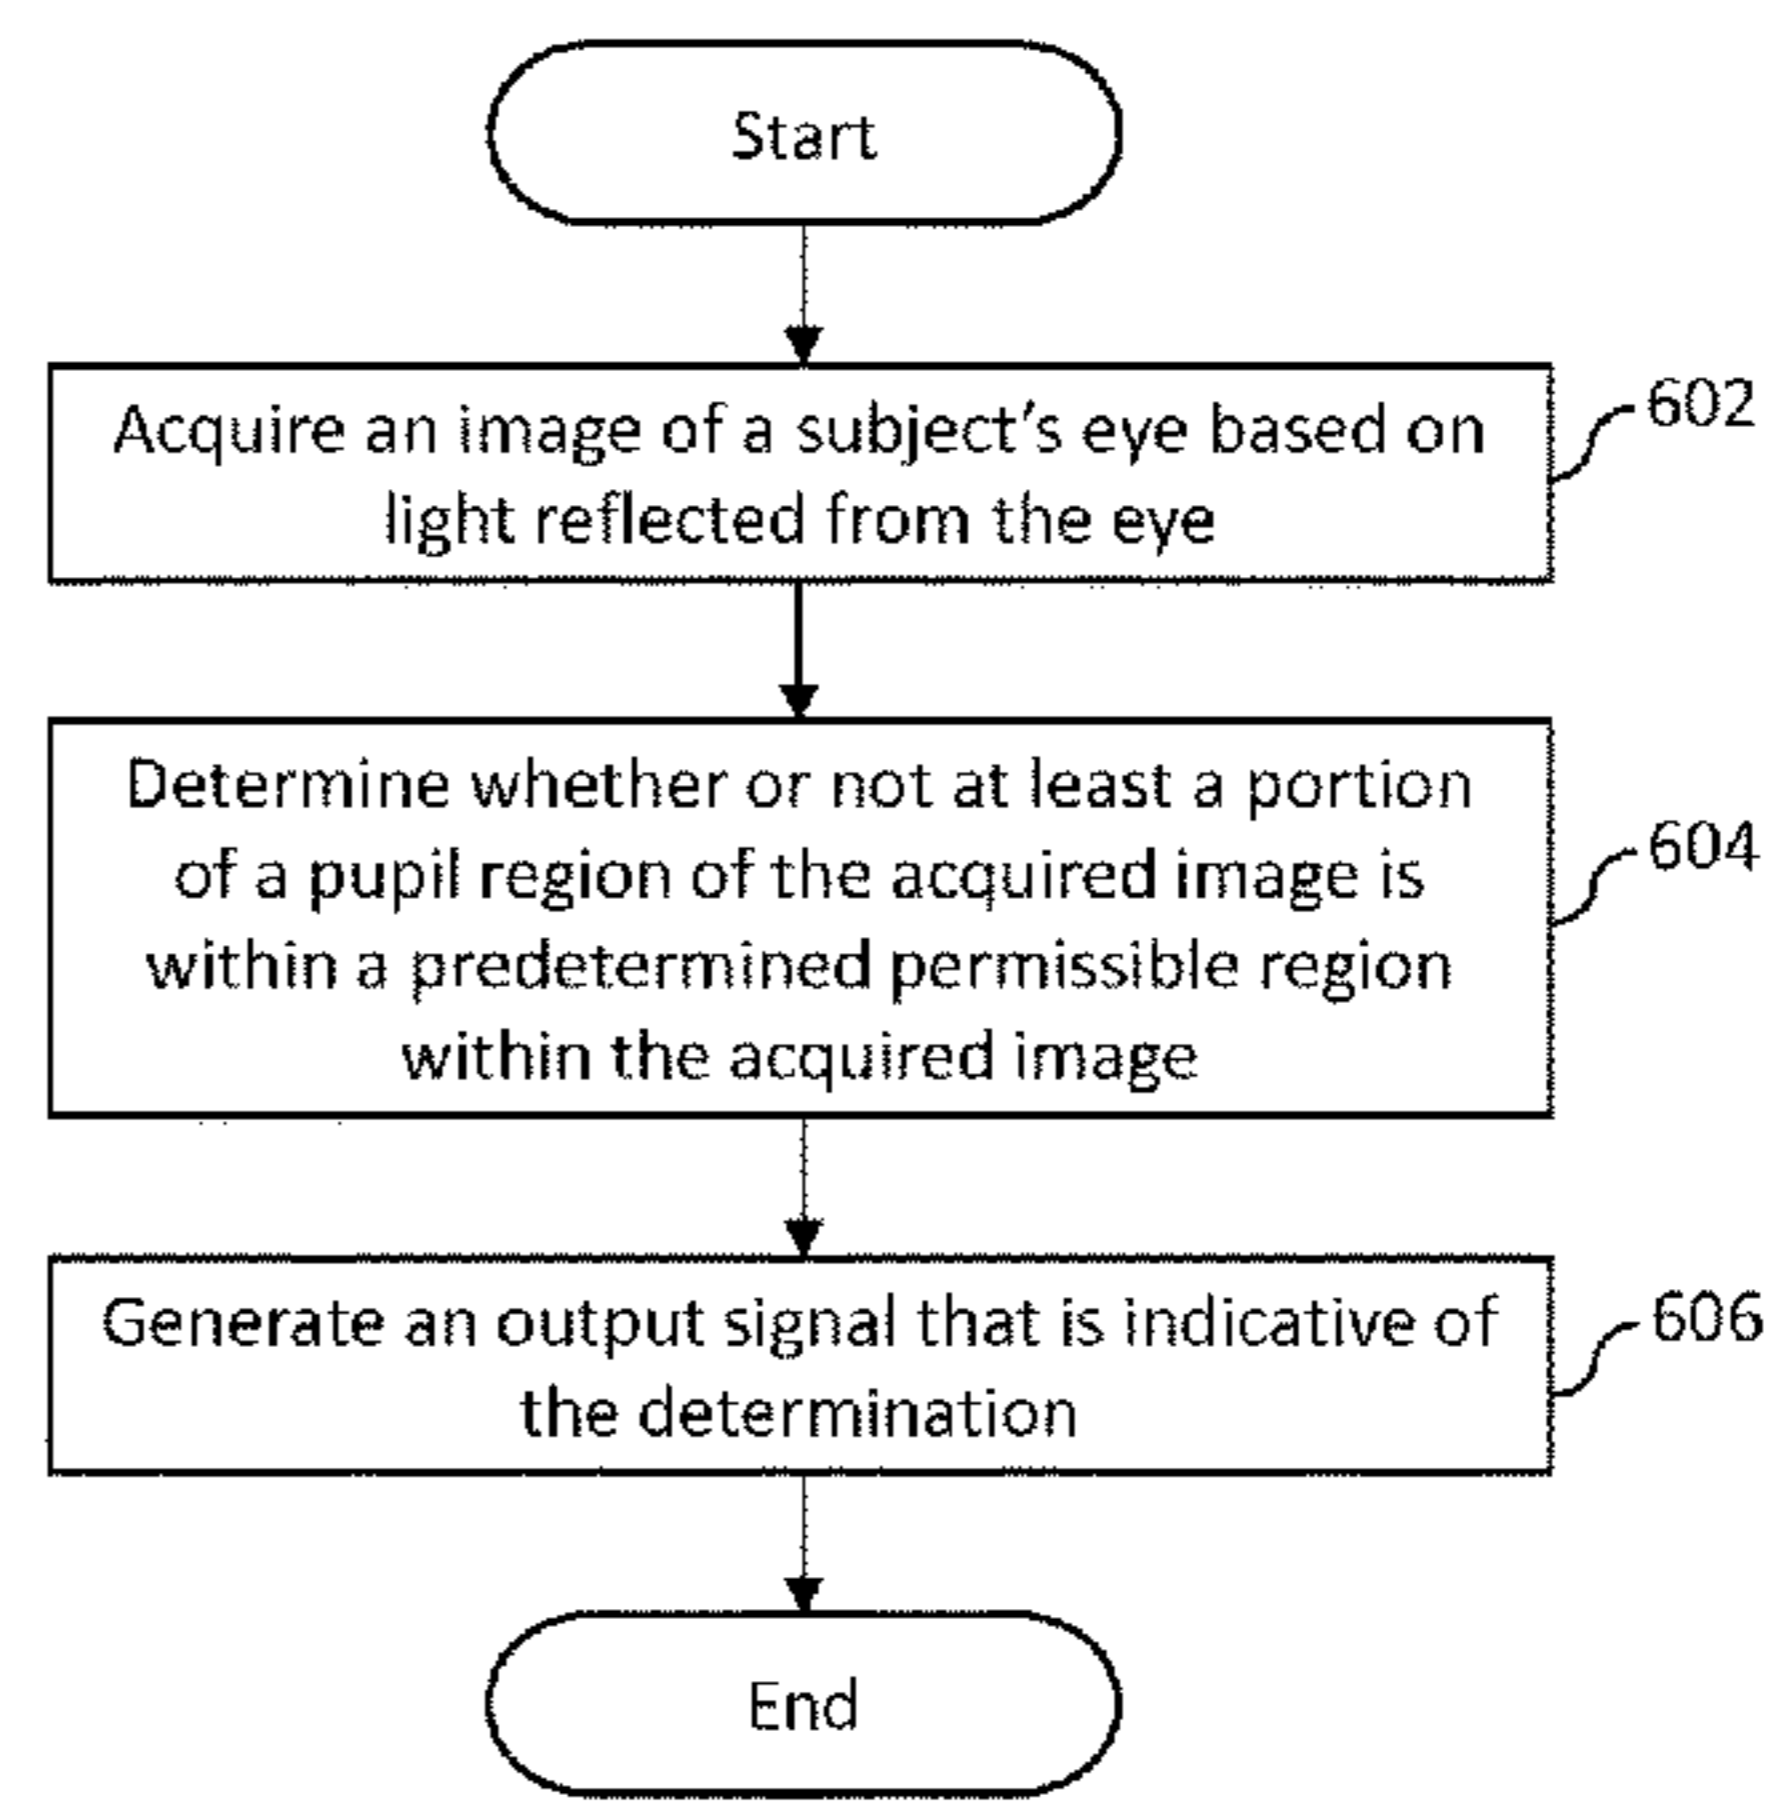 Start
Acquire an image of a subject's eye based on
light reflected from the eye
602
Determine whether or not at least a portion
of a pupil region of the acquired image is
within a predetermined permissible region
within the acquired image
604
Generate an output signal that is indicative of
the determination
606
End